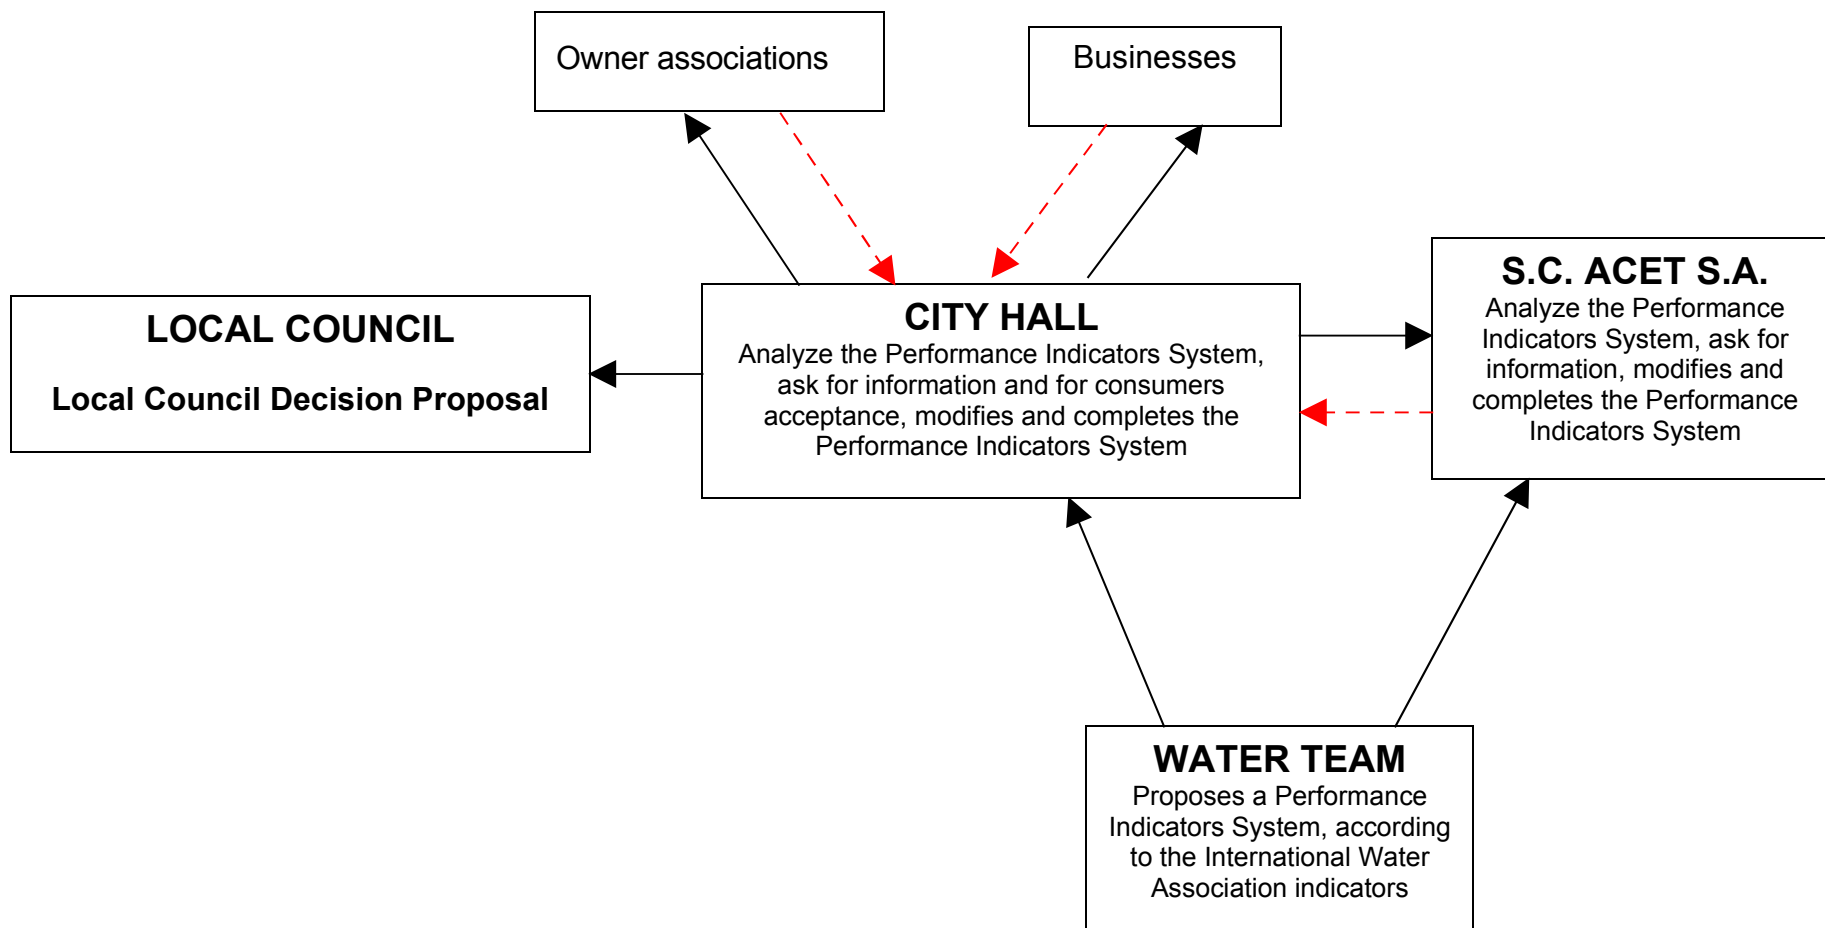 Owner associations
Businesses
LOCAL COUNCIL
Local Council Decision Proposal
CITY HALL
Analyze the Performance Indicators System,
ask for information and for consumers
acceptance, modifies and completes the
Performance Indicators System
S.C. ACET S.A.
Analyze the Performance
Indicators System, ask for
information, modifies and
completes the Performance
Indicators System
WATER TEAM
Proposes a Performance
Indicators System, according
to the International Water
Association indicators